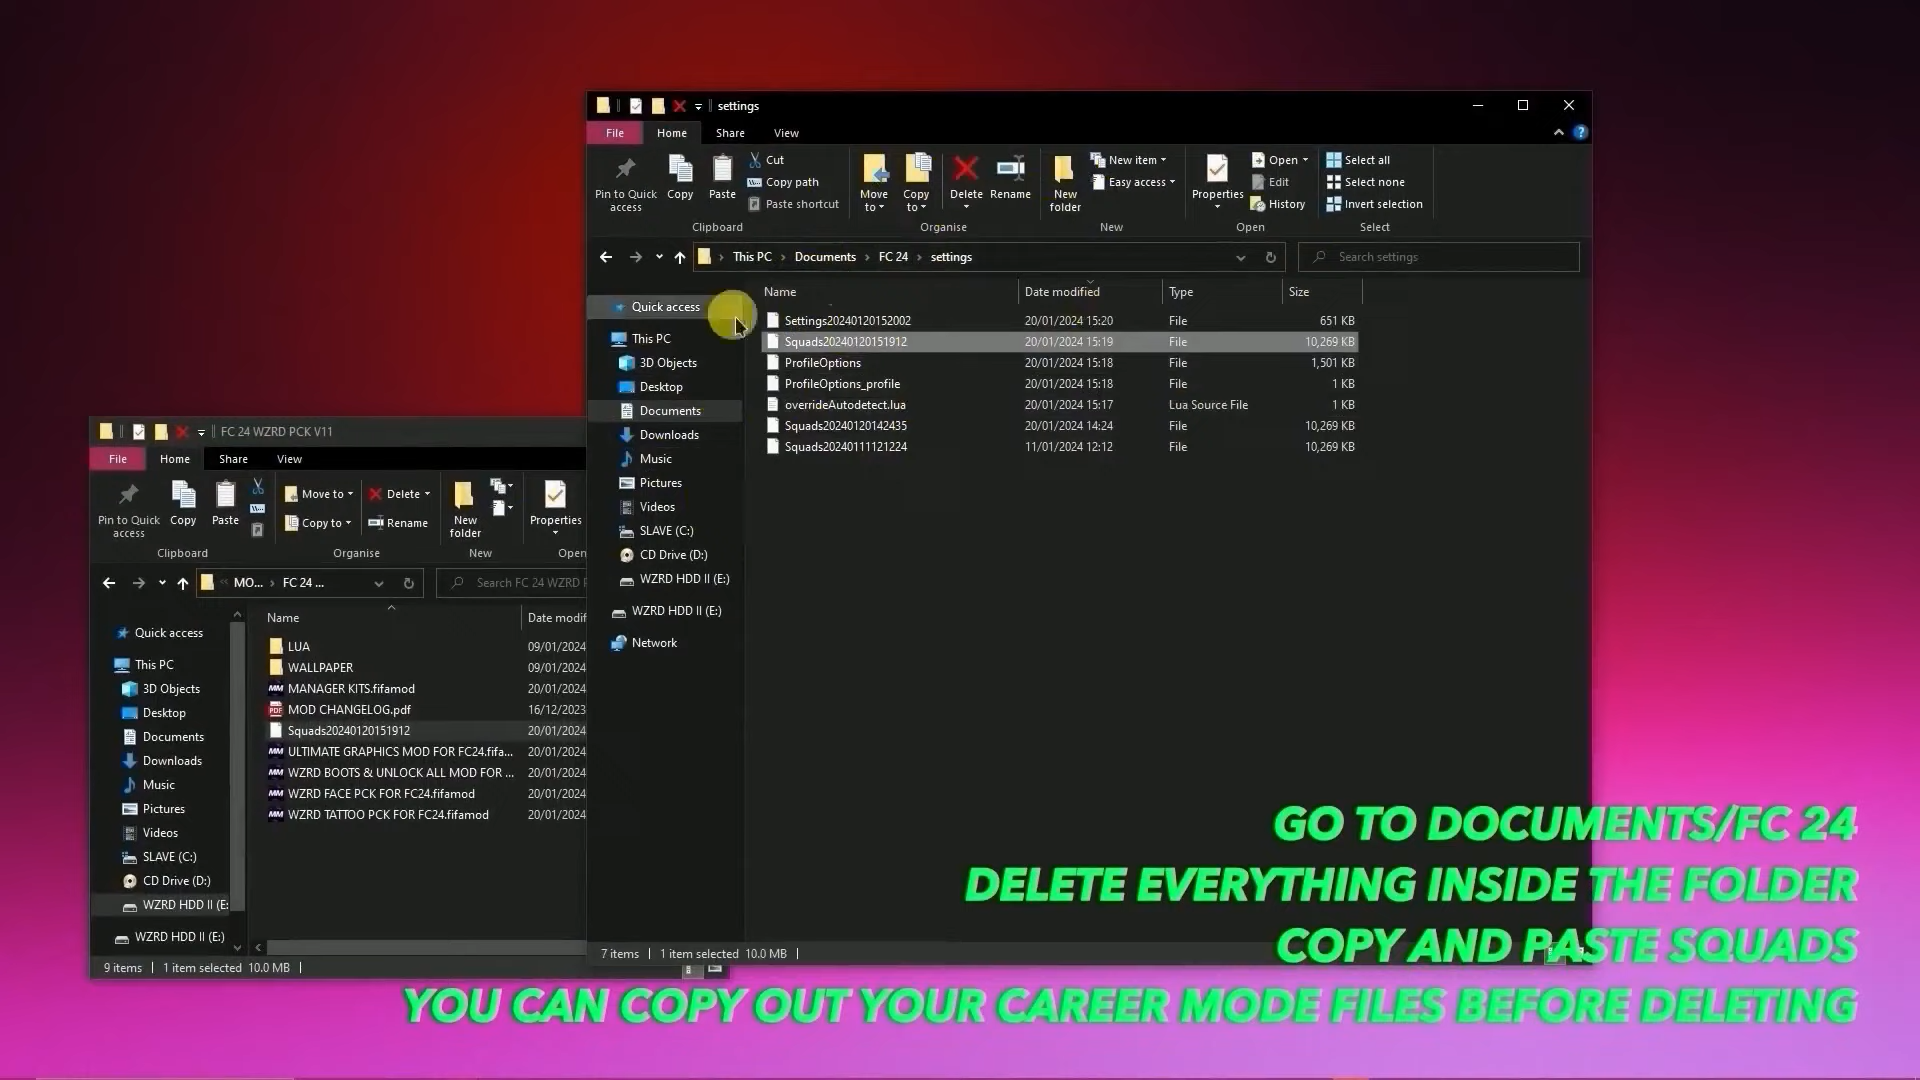 settings
File Home Share View
Pin to Quick access
Copy
Paste
Cut
Copy path
Paste shortcut
Move to
Copy to
Delete
Rename
New folder
New item
Easy access
Properties
Open
Edit
History
Select all
Select none
Invert selection
Clipboard Organise New Open Select
This PC Documents FC 24 settings
Search settings
Name Date modified Type Size
Quick access
This PC
3D Objects
Desktop
Documents
Downloads
Music
Pictures
Videos
SLAVE (C:)
CD Drive (D:)
WZRD HDD II (E:)
WZRD HDD II (E:)
Network
Settings20240120152002 20/01/2024 15:20 File 651 KB
Squads20240120151912 20/01/2024 15:19 File 10,269 KB
ProfileOptions 20/01/2024 15:18 File 1,501 KB
ProfileOptions_profile 20/01/2024 15:18 File 1 KB
overrideAutodetect.lua 20/01/2024 15:17 Lua Source File 1 KB
Squads20240120142435 20/01/2024 14:24 File 10,269 KB
Squads20240111121224 11/01/2024 12:12 File 10,269 KB
7 items 1 item selected 10.0 MB
FC 24 WZRD PCK V11
File Home Share View
Pin to Quick access
Copy
Paste
Move to
Copy to
Delete
Rename
New folder
Properties
Clipboard Organise New Open
MO... FC 24 ...
Search FC 24 WZRD P
Name Date modif
Quick access
This PC
3D Objects
Desktop
Documents
Downloads
Music
Pictures
Videos
SLAVE (C:)
CD Drive (D:)
WZRD HDD II (E:
WZRD HDD II (E:)
LUA 09/01/2024
WALLPAPER 09/01/2024
MANAGER KITS.fifamod 20/01/2024
MOD CHANGELOG.pdf 16/12/2023
Squads20240120151912 20/01/2024
ULTIMATE GRAPHICS MOD FOR FC24.fifa... 20/01/2024
WZRD BOOTS & UNLOCK ALL MOD FOR ... 20/01/2024
WZRD FACE PCK FOR FC24.fifamod 20/01/2024
WZRD TATTOO PCK FOR FC24.fifamod 20/01/2024
9 items 1 item selected 10.0 MB
GO TO DOCUMENTS/FC 24
DELETE EVERYTHING INSIDE THE FOLDER
COPY AND PASTE SQUADS
YOU CAN COPY OUT YOUR CAREER MODE FILES BEFORE DELETING